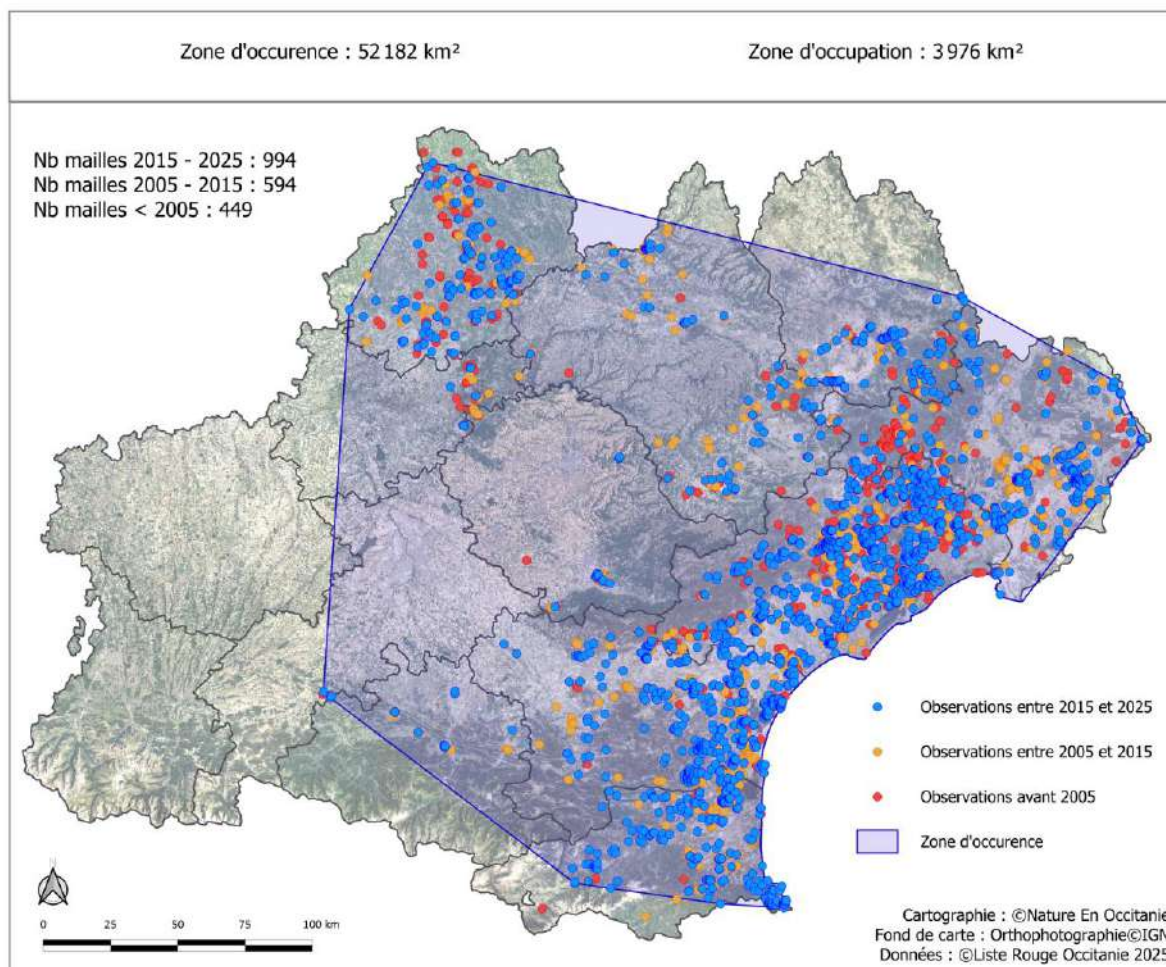 Zone d'occurence : 52 182 km²
Zone d'occupation : 3 976 km²
Nb mailles 2015 - 2025 : 994
Nb mailles 2005 - 2015 : 594
Nb mailles < 2005 : 449
Observations entre 2015 et 2025
Observations entre 2005 et 2015
Observations avant 2005
Zone d'occurence
N
0 25 50 75 100 km
Cartographie : ©Nature En Occitanie
Fond de carte : Orthophotographie©IGN
Données : ©Liste Rouge Occitanie 2025